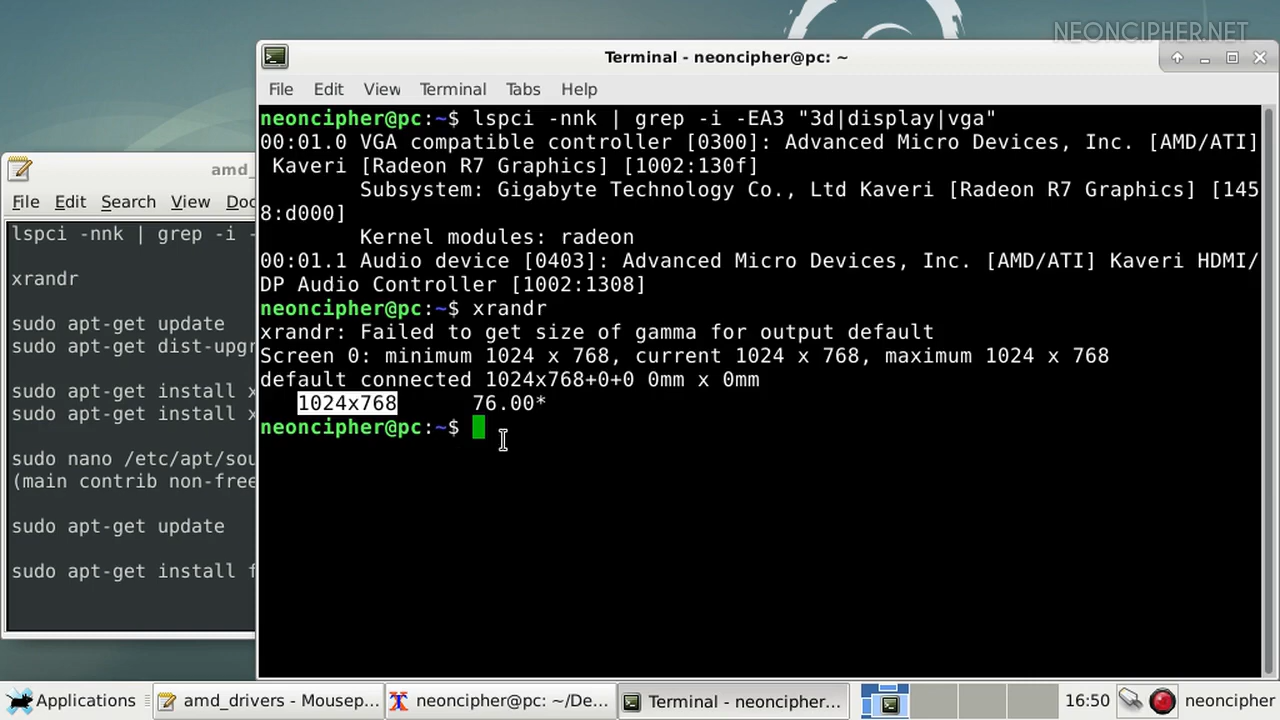 NEONCIPHER.NET
Terminal - neoncipher@pc: ~
File Edit View Terminal Tabs Help
neoncipher@pc:~$ lspci -nnk | grep -i -EA3 "3d|display|vga"
00:01.0 VGA compatible controller [0300]: Advanced Micro Devices, Inc. [AMD/ATI]
Kaveri [Radeon R7 Graphics] [1002:130f]
Subsystem: Gigabyte Technology Co., Ltd Kaveri [Radeon R7 Graphics] [145
8:d000]
Kernel modules: radeon
00:01.1 Audio device [0403]: Advanced Micro Devices, Inc. [AMD/ATI] Kaveri HDMI/
DP Audio Controller [1002:1308]
neoncipher@pc:~$ xrandr
xrandr: Failed to get size of gamma for output default
Screen 0: minimum 1024 x 768, current 1024 x 768, maximum 1024 x 768
default connected 1024x768+0+0 0mm x 0mm
1024x768 76.00*
neoncipher@pc:~$
amd_
File Edit Search View Doc
lspci -nnk | grep -i -
xrandr
sudo apt-get update
sudo apt-get dist-upgr
sudo apt-get install x
sudo apt-get install x
sudo nano /etc/apt/sou
(main contrib non-free
sudo apt-get update
sudo apt-get install f
Applications amd_drivers - Mousep... neoncipher@pc: ~/De... Terminal - neoncipher... 16:50 neoncipher